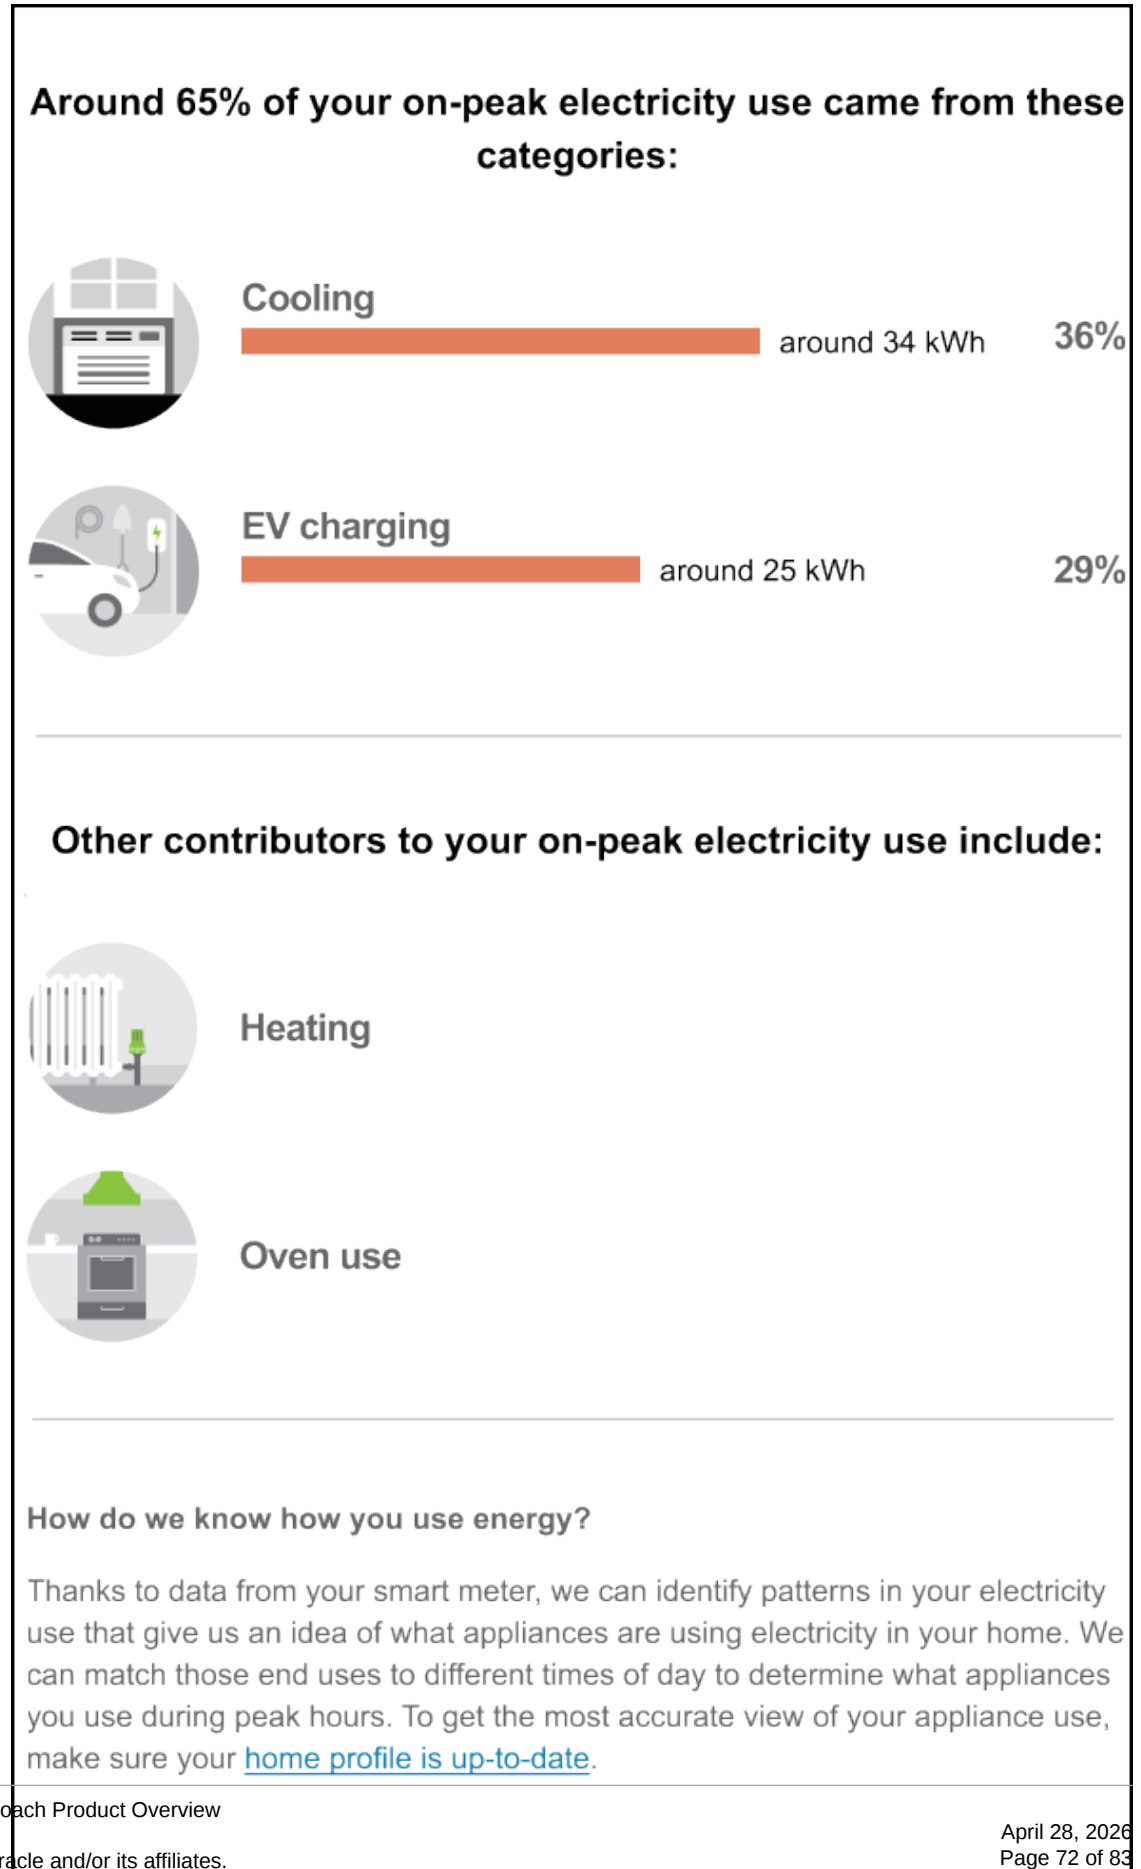 Around 65% of your on-peak electricity use came from these
categories:
Cooling
around 34 kWh
36%
EV charging
around 25 kWh
29%
Other contributors to your on-peak electricity use include:
Heating
Oven use
How do we know how you use energy?
Thanks to data from your smart meter, we can identify patterns in your electricity
use that give us an idea of what appliances are using electricity in your home. We
can match those end uses to different times of day to determine what appliances
you use during peak hours. To get the most accurate view of your appliance use,
make sure your home profile is up-to-date.
oach Product Overview
April 28, 2026
racle and/or its affiliates.
Page 72 of 83